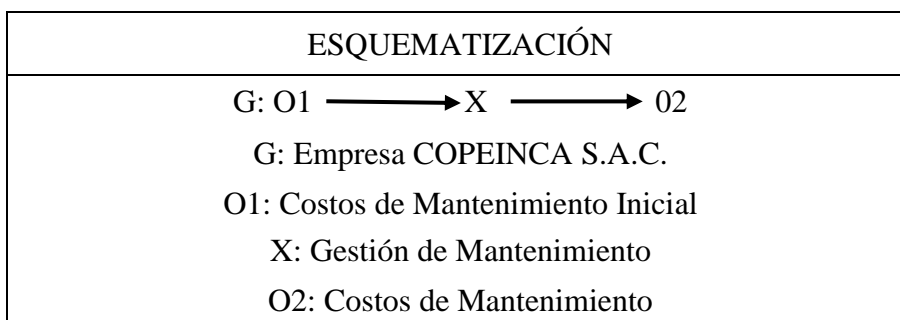 ESQUEMATIZACIÓN
G: O1 X 02
G: Empresa COPEINCA S.A.C.
O1: Costos de Mantenimiento Inicial
X: Gestión de Mantenimiento
O2: Costos de Mantenimiento